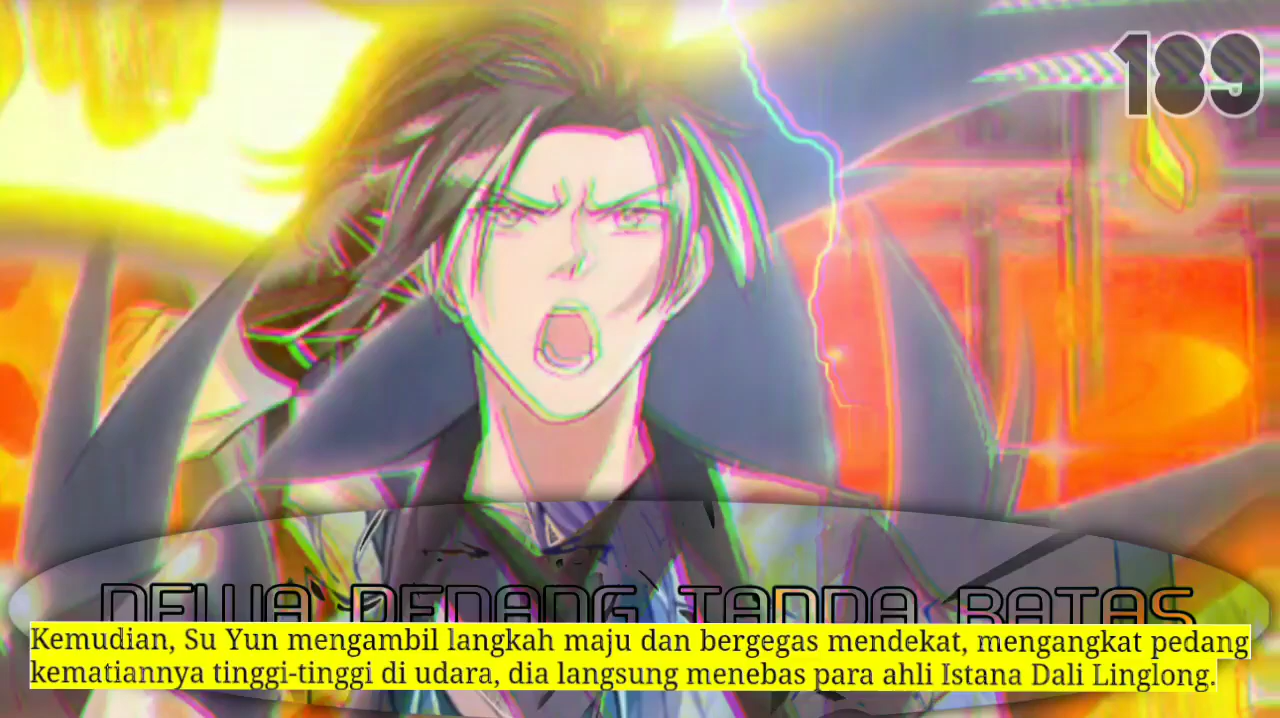 189
DEWA PEDANG TANPA BATAS
Kemudian, Su Yun mengambil langkah maju dan bergegas mendekat, mengangkat pedang
kematiannya tinggi-tinggi di udara, dia langsung menebas para ahli Istana Dali Linglong.